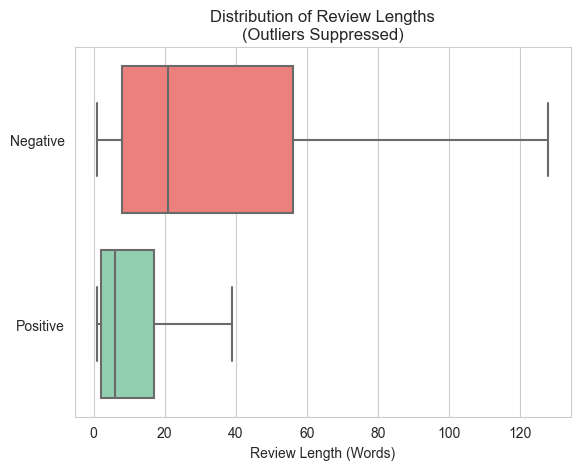 Distribution of Review Lengths
(Outliers Suppressed)
Negative
Positive
0 20 40 60 80 100 120
Review Length (Words)